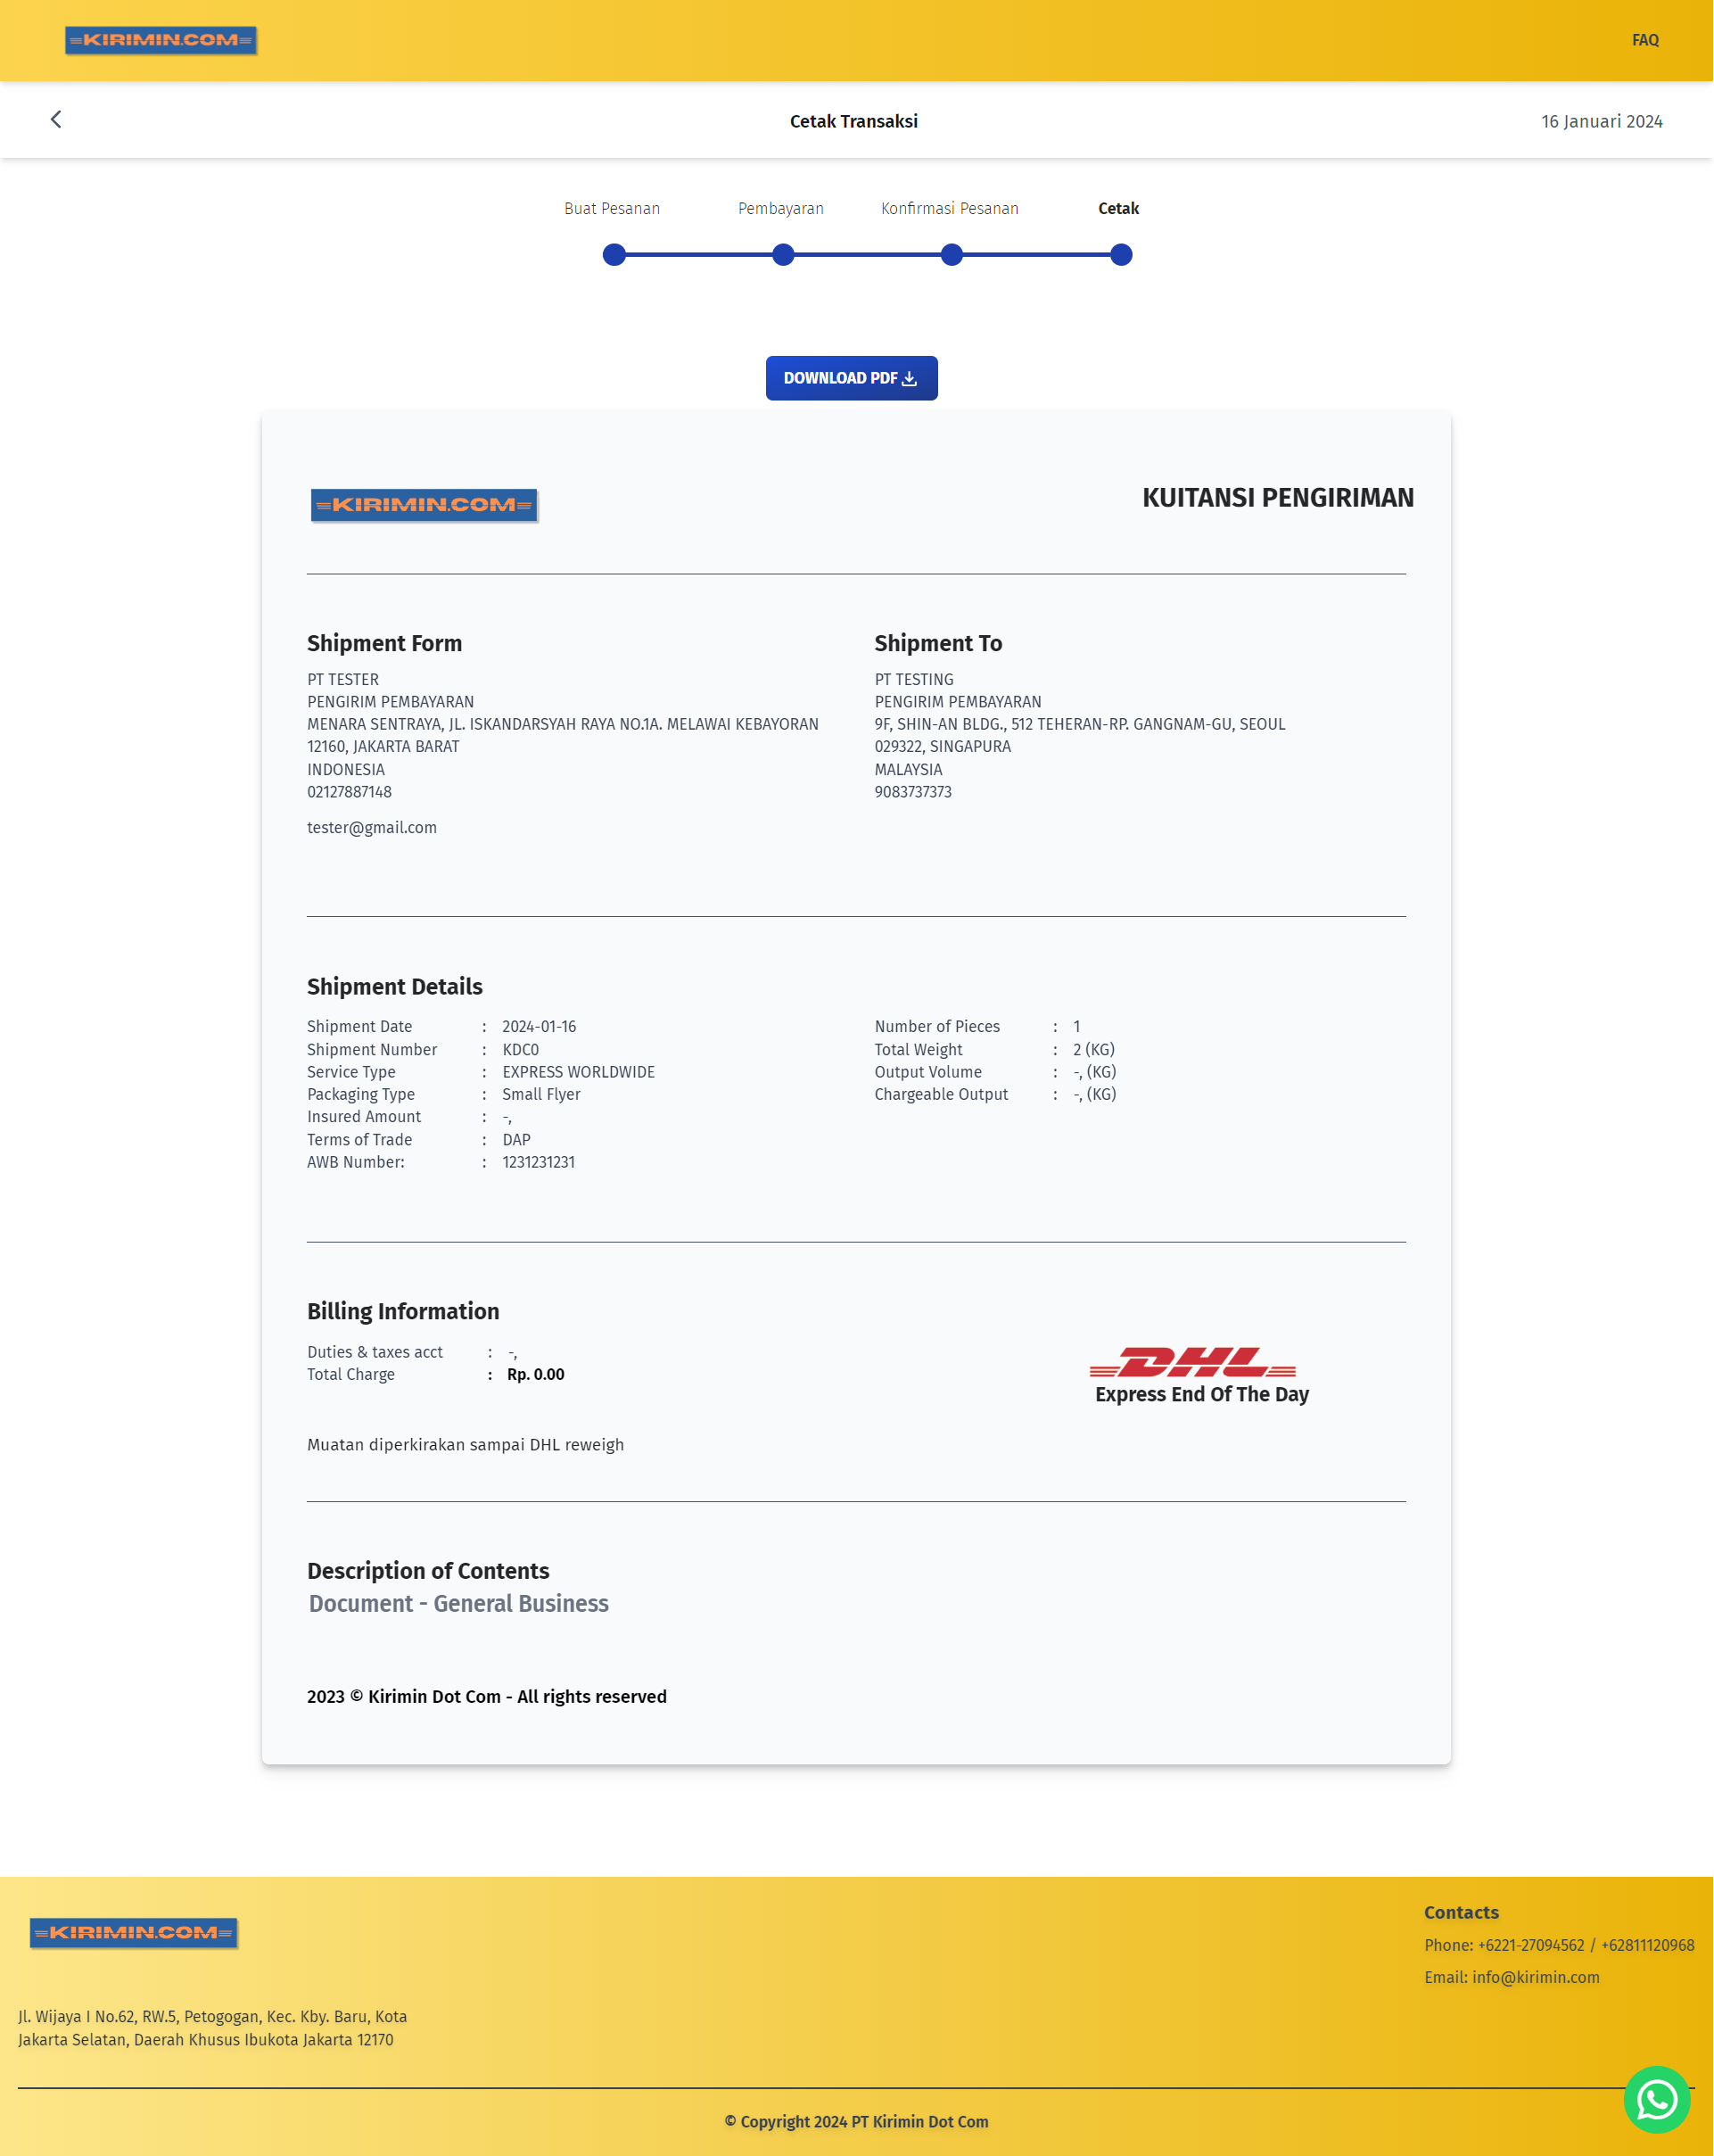 KIRIMIN.COM
FAQ
Cetak Transaksi
16 Januari 2024
Buat Pesanan
Pembayaran
Konfirmasi Pesanan
Cetak
DOWNLOAD PDF
KIRIMIN.COM
KUITANSI PENGIRIMAN
Shipment Form
PT TESTER
PENGIRIM PEMBAYARAN
MENARA SENTRAYA, JL. ISKANDARSYAH RAYA NO.1A. MELAWAI KEBAYORAN
12160, JAKARTA BARAT
INDONESIA
02127887148
tester@gmail.com
Shipment To
PT TESTING
PENGIRIM PEMBAYARAN
9F, SHIN-AN BLDG., 512 TEHERAN-RP. GANGNAM-GU, SEOUL
029322, SINGAPURA
MALAYSIA
9083737373
Shipment Details
Shipment Date : 2024-01-16
Shipment Number : KDC0
Service Type : EXPRESS WORLDWIDE
Packaging Type : Small Flyer
Insured Amount : -,
Terms of Trade : DAP
AWB Number: : 1231231231
Number of Pieces : 1
Total Weight : 2 (KG)
Output Volume : -, (KG)
Chargeable Output : -, (KG)
Billing Information
Duties & taxes acct : -,
Total Charge : Rp. 0.00
DHL
Express End Of The Day
Muatan diperkirakan sampai DHL reweigh
Description of Contents
Document - General Business
2023 © Kirimin Dot Com - All rights reserved
KIRIMIN.COM
Jl. Wijaya I No.62, RW.5, Petogogan, Kec. Kby. Baru, Kota
Jakarta Selatan, Daerah Khusus Ibukota Jakarta 12170
Contacts
Phone: +6221-27094562 / +62811120968
Email: info@kirimin.com
© Copyright 2024 PT Kirimin Dot Com